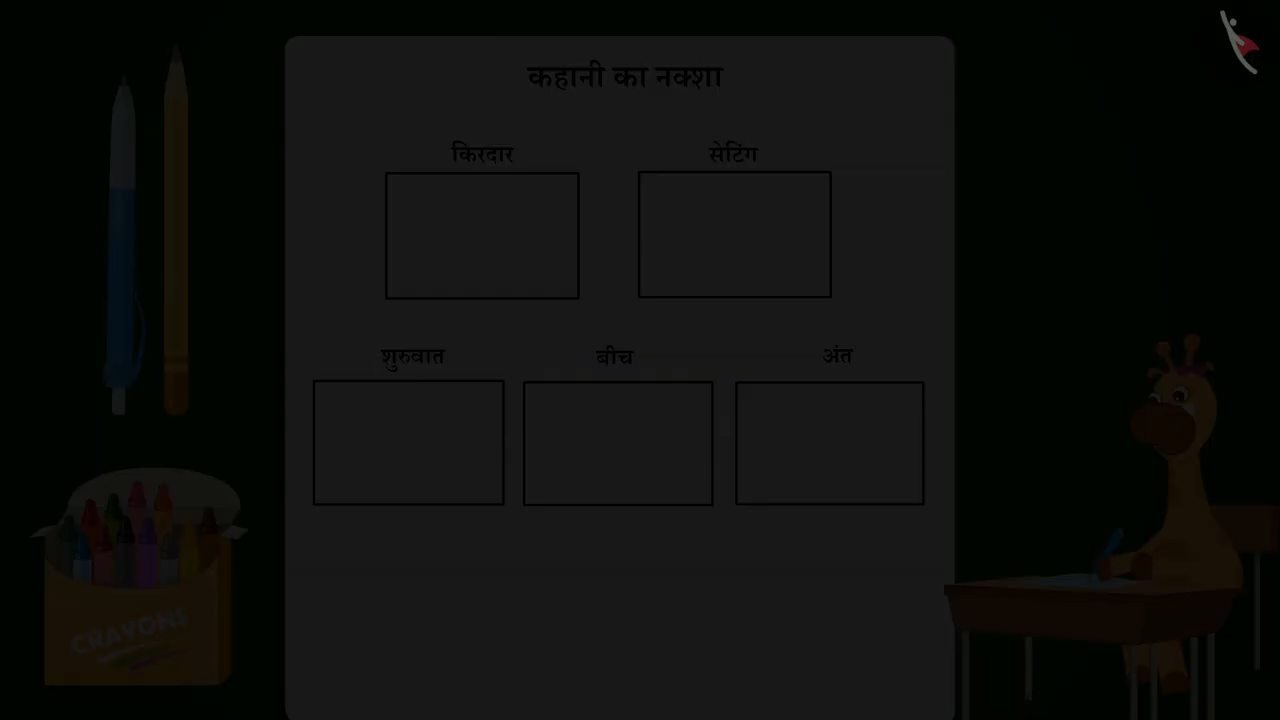 कहानी का नक्शा
किरदार सेटिंग
शुरुवात बीच अंत
CRAYONS